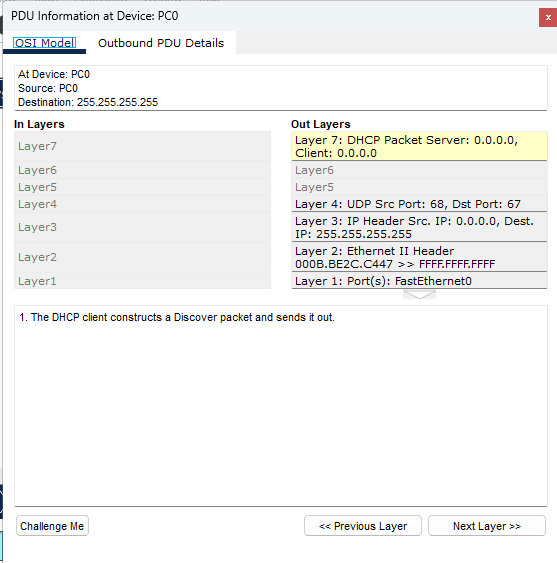 PDU Information at Device: PC0
x
OSI Model
Outbound PDU Details
At Device: PC0
Source: PC0
Destination: 255.255.255.255
In Layers
Out Layers
Layer7
Layer 7: DHCP Packet Server: 0.0.0.0,
Client: 0.0.0.0
Layer6
Layer6
Layer5
Layer5
Layer4
Layer 4: UDP Src Port: 68, Dst Port: 67
Layer3
Layer 3: IP Header Src. IP: 0.0.0.0, Dest.
IP: 255.255.255.255
Layer2
Layer 2: Ethernet II Header
000B.BE2C.C447 >> FFFF.FFFF.FFFF
Layer1
Layer 1: Port(s): FastEthernet0
1. The DHCP client constructs a Discover packet and sends it out.
Challenge Me
<< Previous Layer
Next Layer >>